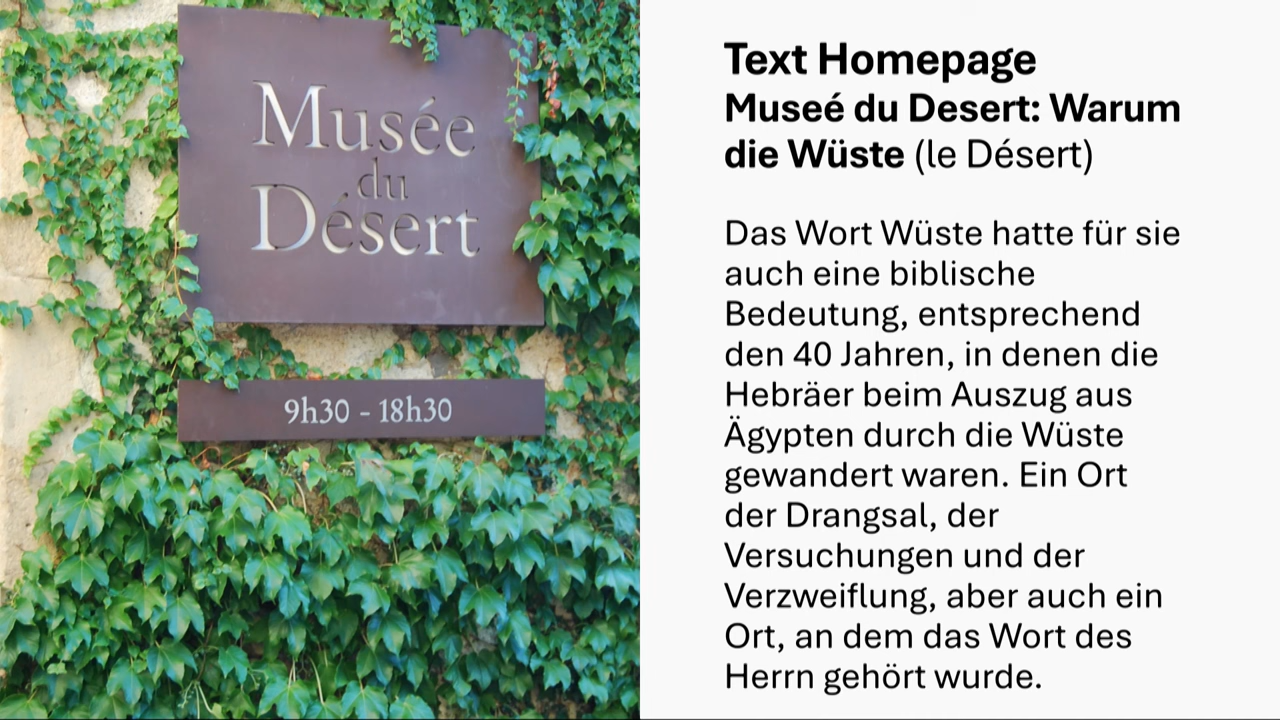 Musée
du
Désert
9h30 - 18h30
Text Homepage
Museé du Desert: Warum
die Wüste (le Désert)
Das Wort Wüste hatte für sie
auch eine biblische
Bedeutung, entsprechend
den 40 Jahren, in denen die
Hebräer beim Auszug aus
Ägypten durch die Wüste
gewandert waren. Ein Ort
der Drangsal, der
Versuchungen und der
Verzweiflung, aber auch ein
Ort, an dem das Wort des
Herrn gehört wurde.